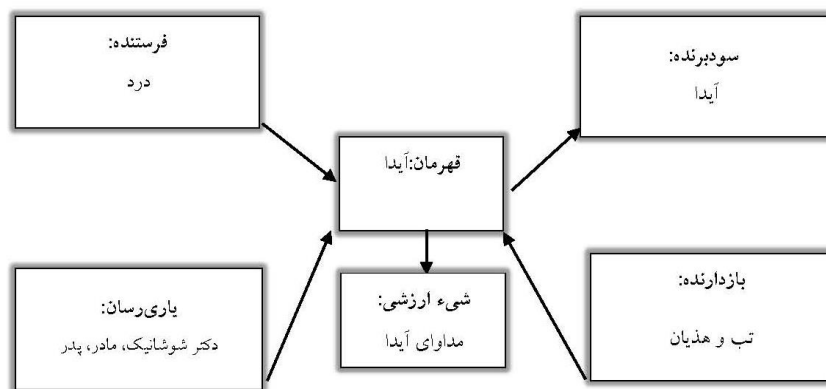 فرستنده:
درد
سودبرنده:
آیدا
قهرمان:آیدا
یاری‌رسان:
دکتر شوشانیک، مادر، پدر
شیء ارزشی:
مداوای آیدا
بازدارنده:
تب و هذیان